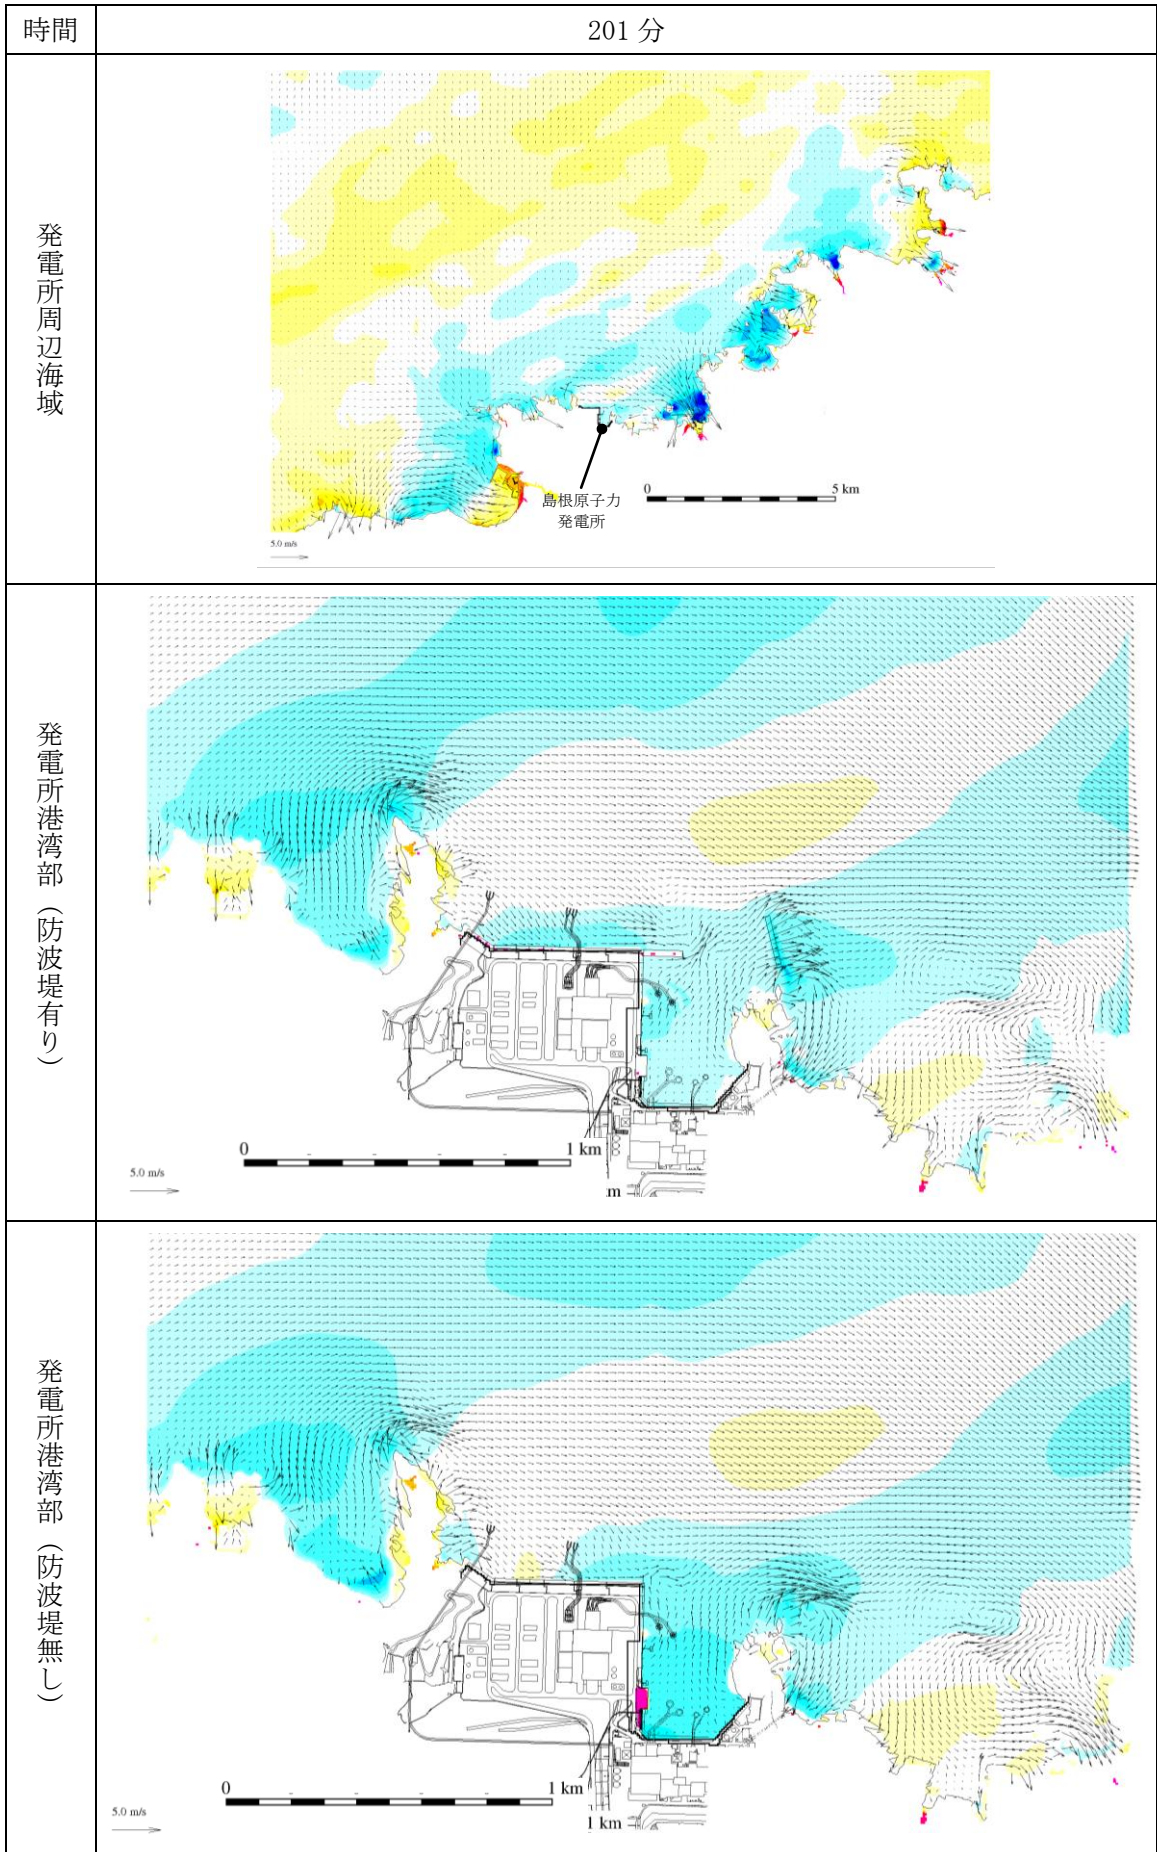 時間
201 分
発電所周辺海域
島根原子力
発電所
0
5 km
5.0 m/s
発電所港湾部（防波堤有り）
0
1 km
5.0 m/s
.m
発電所港湾部（防波堤無し）
0
1 km
5.0 m/s
1 km